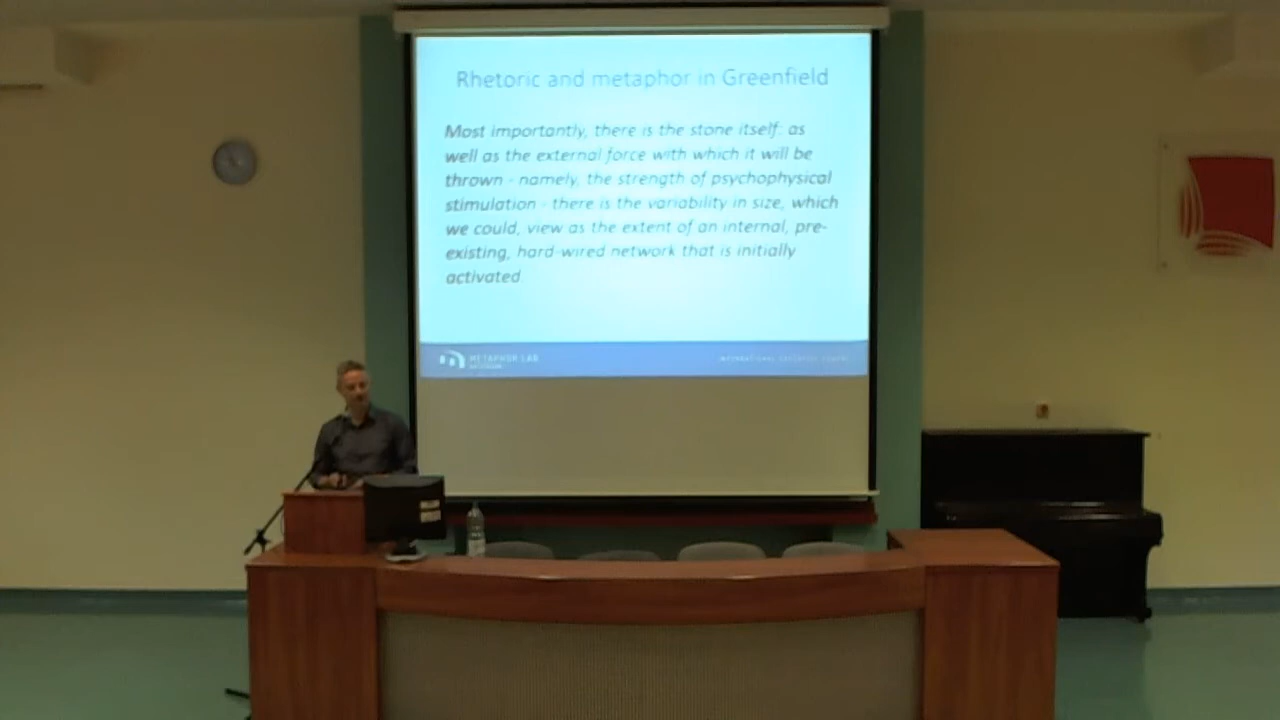 Rhetoric and metaphor in Greenfield
Most importantly, there is the stone itself: as
well as the external force with which it will be
thrown - namely, the strength of psychophysical
stimulation - there is the variability in size, which
we could, view as the extent of an internal, pre-
existing, hard-wired network that is initially
activated
METAPHOR LAB